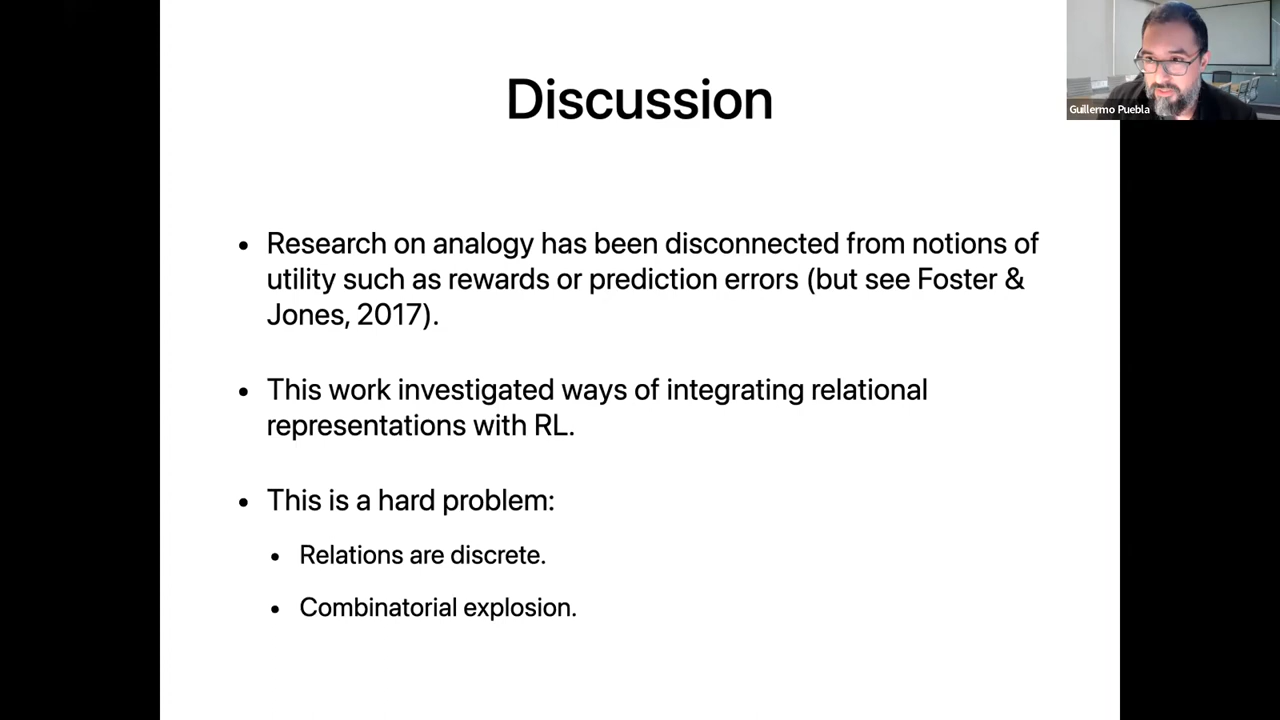 Discussion
Guillermo Puebla
• Research on analogy has been disconnected from notions of
utility such as rewards or prediction errors (but see Foster &
Jones, 2017).
• This work investigated ways of integrating relational
representations with RL.
• This is a hard problem:
• Relations are discrete.
• Combinatorial explosion.